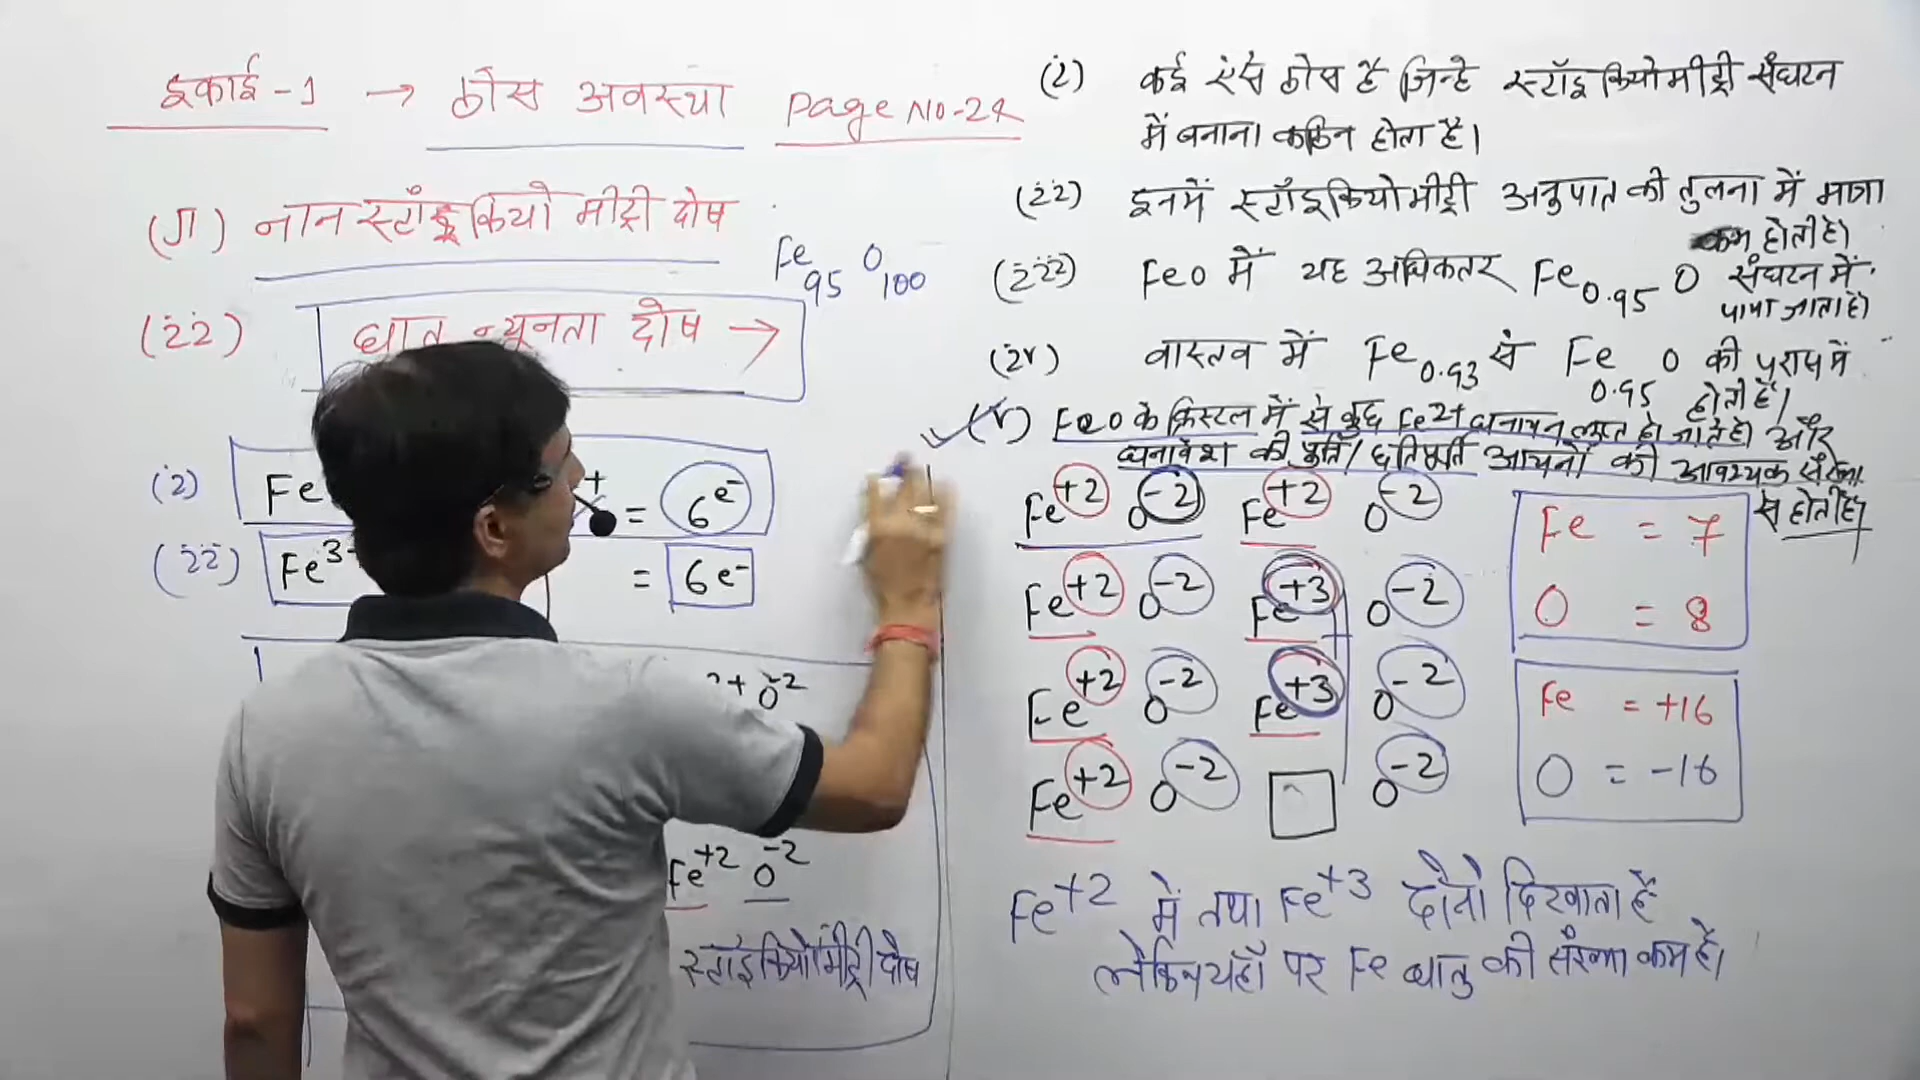 इकाई - 1 → ठोस अवस्था Page No-24
(ग) नान स्टॉइकियोमीट्री दोष
Fe95 O100
(ii) धातु न्यूनता दोष →
(i) Fe + = 6e⁻
(ii) Fe³ = 6e⁻
²⁺ O⁻²
Fe⁺² O⁻²
स्टॉइकियोमीट्री दोष
(i) कई ऐसे ठोस है जिन्हे स्टॉइकियोमीट्री संघटन
में बनाना कठिन होता है।
(ii) इनमें स्टॉइकियोमीट्री अनुपात की तुलना में मात्रा
कम होती है।
(iii) FeO में यह अधिकतर Fe0.95 O संघटन में
पाया जाता है।
(iv) वास्तव में Fe0.93 से Fe0.95 O की परास में
होती है।
(v) FeO के क्रिस्टल में से कुछ Fe2+ धनायन लुप्त हो जाते है। और
धनावेश की पूर्ति / क्षतिपूर्ति आयनों की आवश्यक संख्या
से होती है।
Fe⁺² O⁻² Fe⁺² O⁻²
Fe⁺² O⁻² Fe⁺³ O⁻²
Fe⁺² O⁻² Fe⁺³ O⁻²
Fe⁺² O⁻² O⁻²
Fe = 7
O = 8
Fe = +16
O = -16
Fe⁺² में तथा Fe⁺³ दोनो दिखाता है
लेकिन यहाँ पर Fe धातु की संख्या कम है।